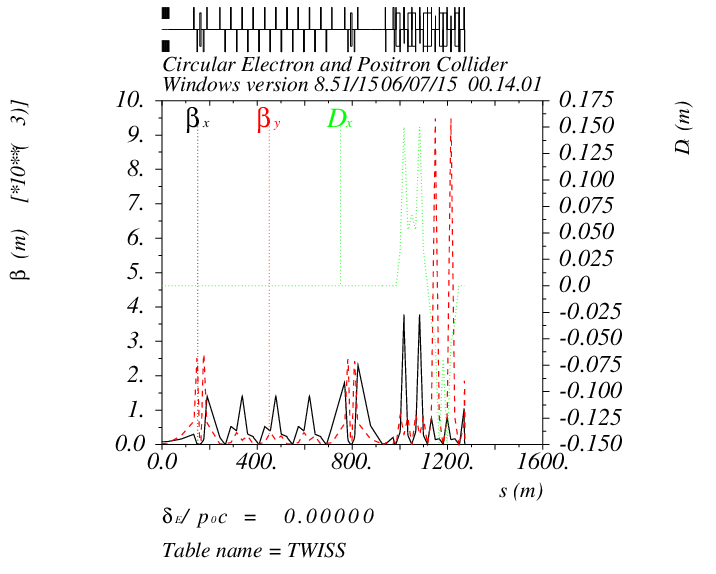 Circular Electron and Positron Collider
Windows version 8.51/15 06/07/15 00.14.01
10.
9.
8.
7.
6.
5.
4.
3.
2.
1.
0.0
β (m) [*10**( 3)]
βx
βy
Dx
0.175
0.150
0.125
0.100
0.075
0.050
0.025
0.0
-0.025
-0.050
-0.075
-0.100
-0.125
-0.150
D (m)
0.0 400. 800. 1200. 1600.
s (m)
δE/ p0c = 0.00000
Table name = TWISS